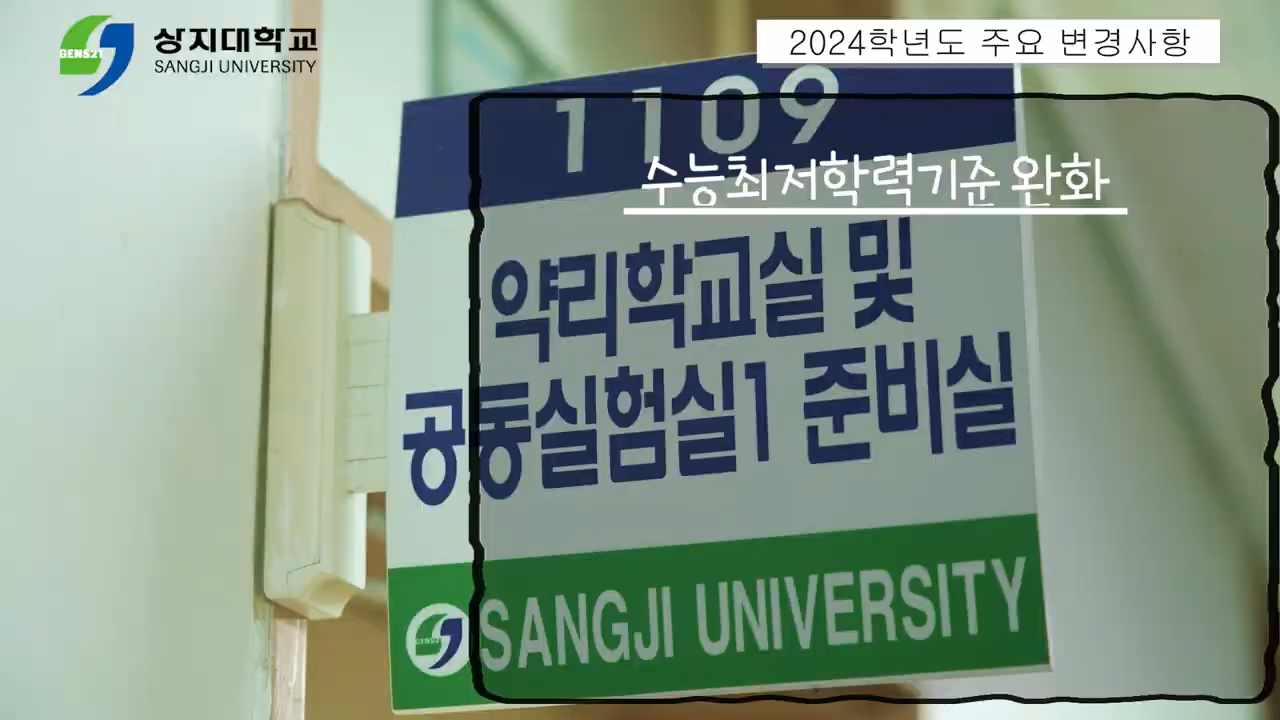 GENS21
상지대학교
SANGJI UNIVERSITY
2024학년도 주요 변경사항
1109
수능최저학력기준 완화
약리학교실 및
공동실험실1 준비실
GENS21
SANGJI UNIVERSITY